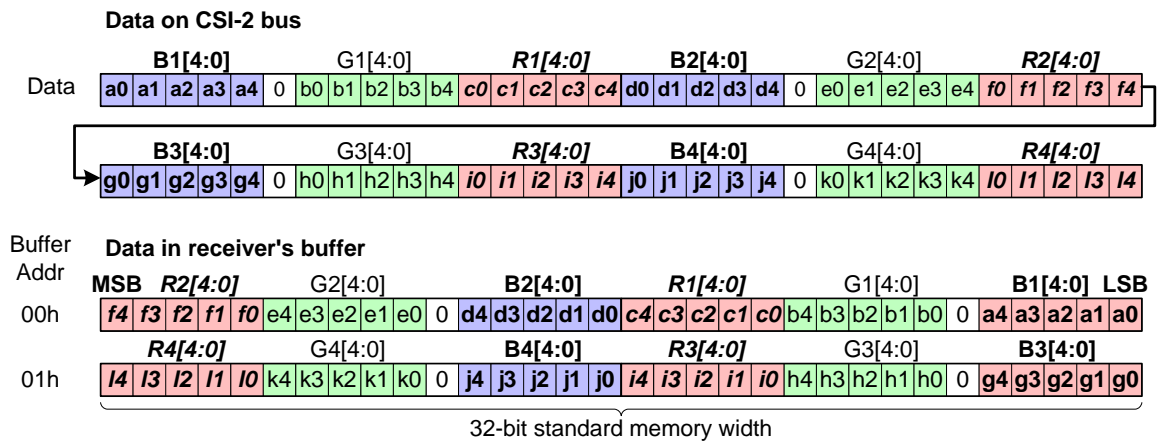 Data on CSI-2 bus
B1[4:0] G1[4:0] R1[4:0] B2[4:0] G2[4:0] R2[4:0]
Data a0 a1 a2 a3 a4 0 b0 b1 b2 b3 b4 c0 c1 c2 c3 c4 d0 d1 d2 d3 d4 0 e0 e1 e2 e3 e4 f0 f1 f2 f3 f4
B3[4:0] G3[4:0] R3[4:0] B4[4:0] G4[4:0] R4[4:0]
g0 g1 g2 g3 g4 0 h0 h1 h2 h3 h4 i0 i1 i2 i3 i4 j0 j1 j2 j3 j4 0 k0 k1 k2 k3 k4 l0 l1 l2 l3 l4
Buffer Addr
Data in receiver's buffer
MSB R2[4:0] G2[4:0] B2[4:0] R1[4:0] G1[4:0] B1[4:0] LSB
00h f4 f3 f2 f1 f0 e4 e3 e2 e1 e0 0 d4 d3 d2 d1 d0 c4 c3 c2 c1 c0 b4 b3 b2 b1 b0 0 a4 a3 a2 a1 a0
R4[4:0] G4[4:0] B4[4:0] R3[4:0] G3[4:0] B3[4:0]
01h l4 l3 l2 l1 l0 k4 k3 k2 k1 k0 0 j4 j3 j2 j1 j0 i4 i3 i2 i1 i0 h4 h3 h2 h1 h0 0 g4 g3 g2 g1 g0
32-bit standard memory width